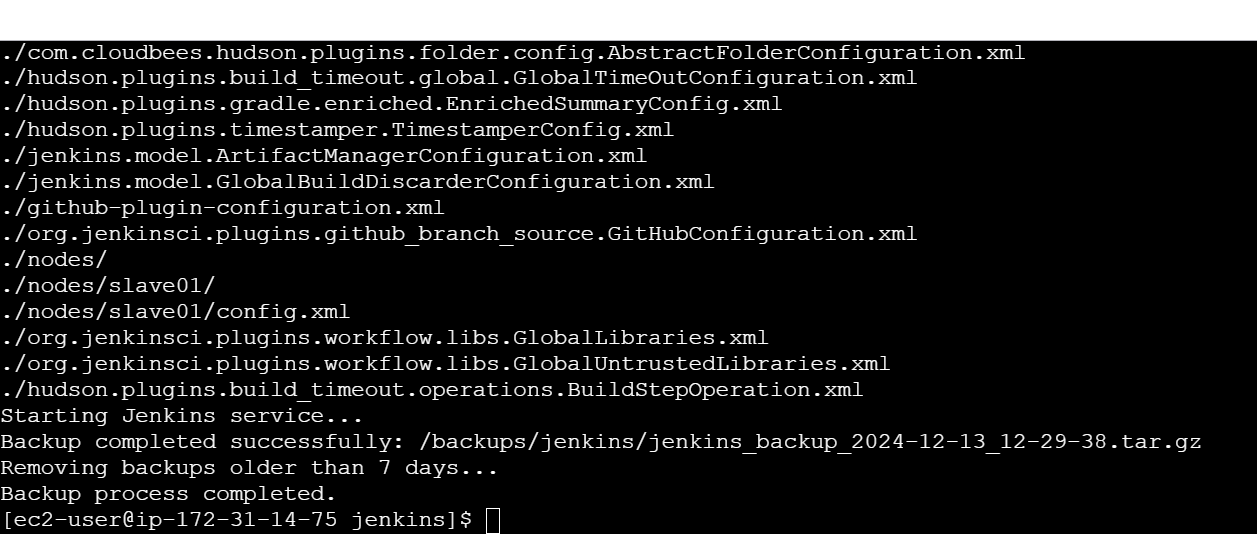 ./com.cloudbees.hudson.plugins.folder.config.AbstractFolderConfiguration.xml
./hudson.plugins.build_timeout.global.GlobalTimeOutConfiguration.xml
./hudson.plugins.gradle.enriched.EnrichedSummaryConfig.xml
./hudson.plugins.timestamper.TimestamperConfig.xml
./jenkins.model.ArtifactManagerConfiguration.xml
./jenkins.model.GlobalBuildDiscarderConfiguration.xml
./github-plugin-configuration.xml
./org.jenkinsci.plugins.github_branch_source.GitHubConfiguration.xml
./nodes/
./nodes/slave01/
./nodes/slave01/config.xml
./org.jenkinsci.plugins.workflow.libs.GlobalLibraries.xml
./org.jenkinsci.plugins.workflow.libs.GlobalUntrustedLibraries.xml
./hudson.plugins.build_timeout.operations.BuildStepOperation.xml
Starting Jenkins service...
Backup completed successfully: /backups/jenkins/jenkins_backup_2024-12-13_12-29-38.tar.gz
Removing backups older than 7 days...
Backup process completed.
[ec2-user@ip-172-31-14-75 jenkins]$